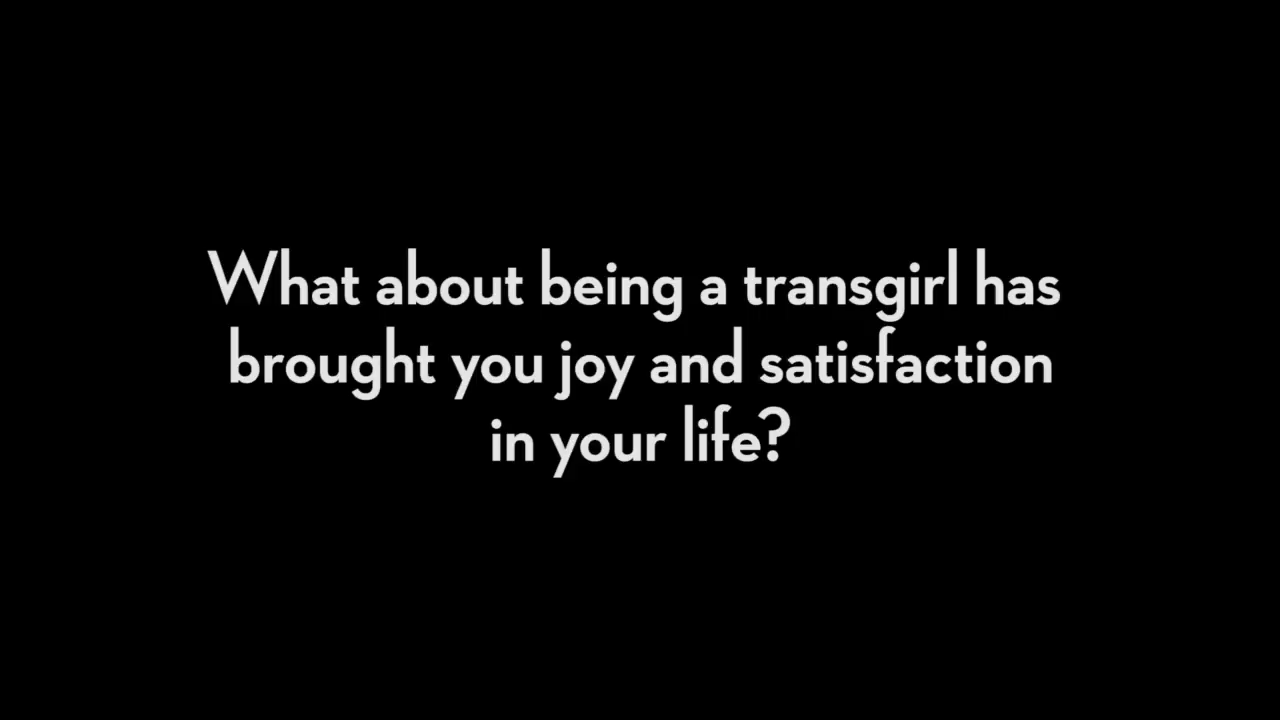 What about being a transgirl has
brought you joy and satisfaction
in your life?